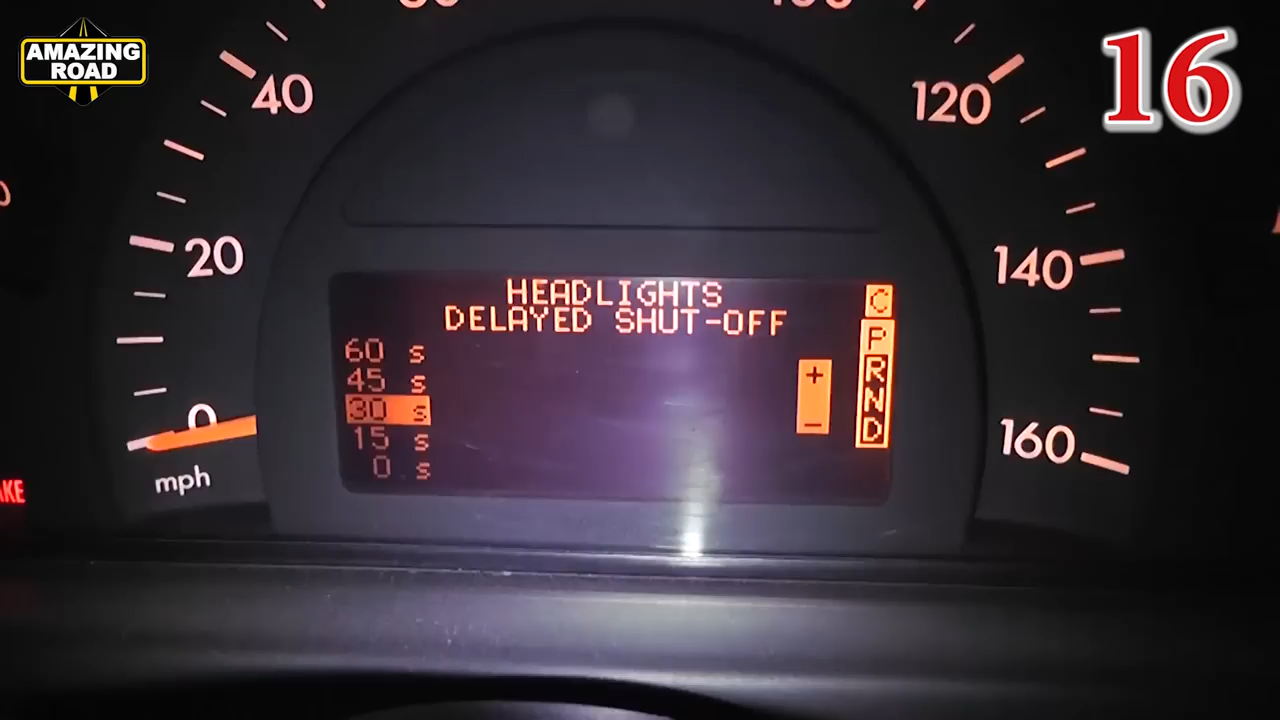 AMAZING
ROAD
16
40
120
20
140
0
160
mph
HEADLIGHTS
DELAYED SHUT-OFF
60 s
45 s
30 s
15 s
0 s
+
−
C
P
R
N
D